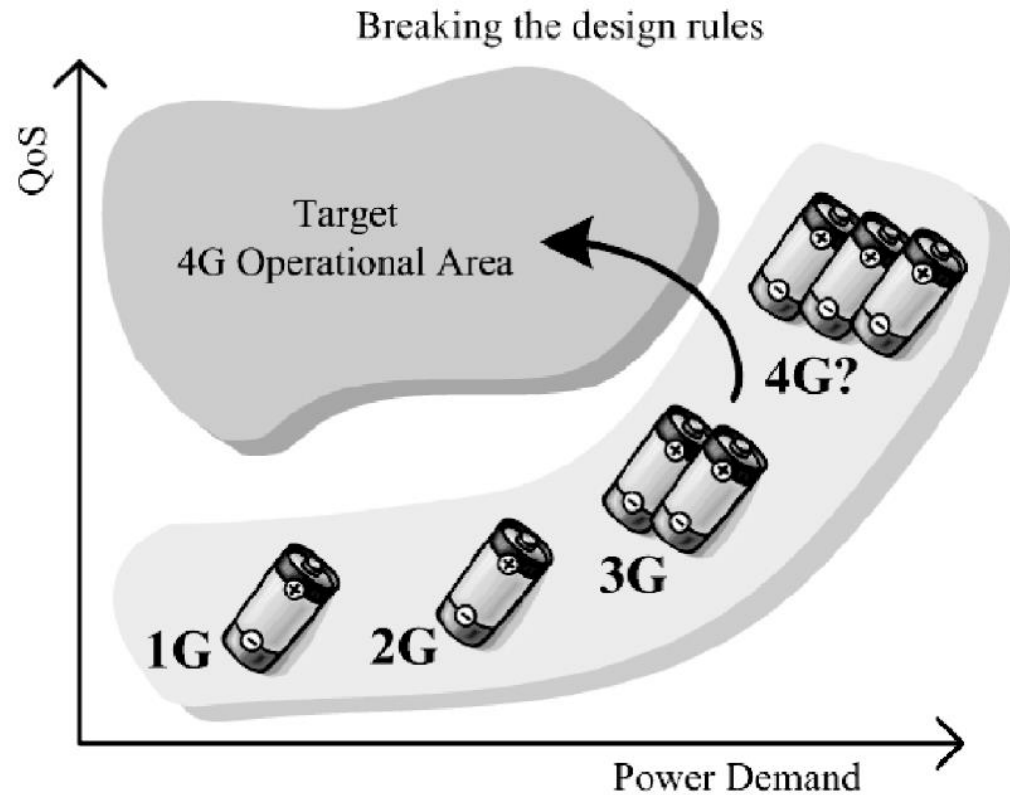 Breaking the design rules
QoS
Target
4G Operational Area
4G?
3G
1G
2G
Power Demand